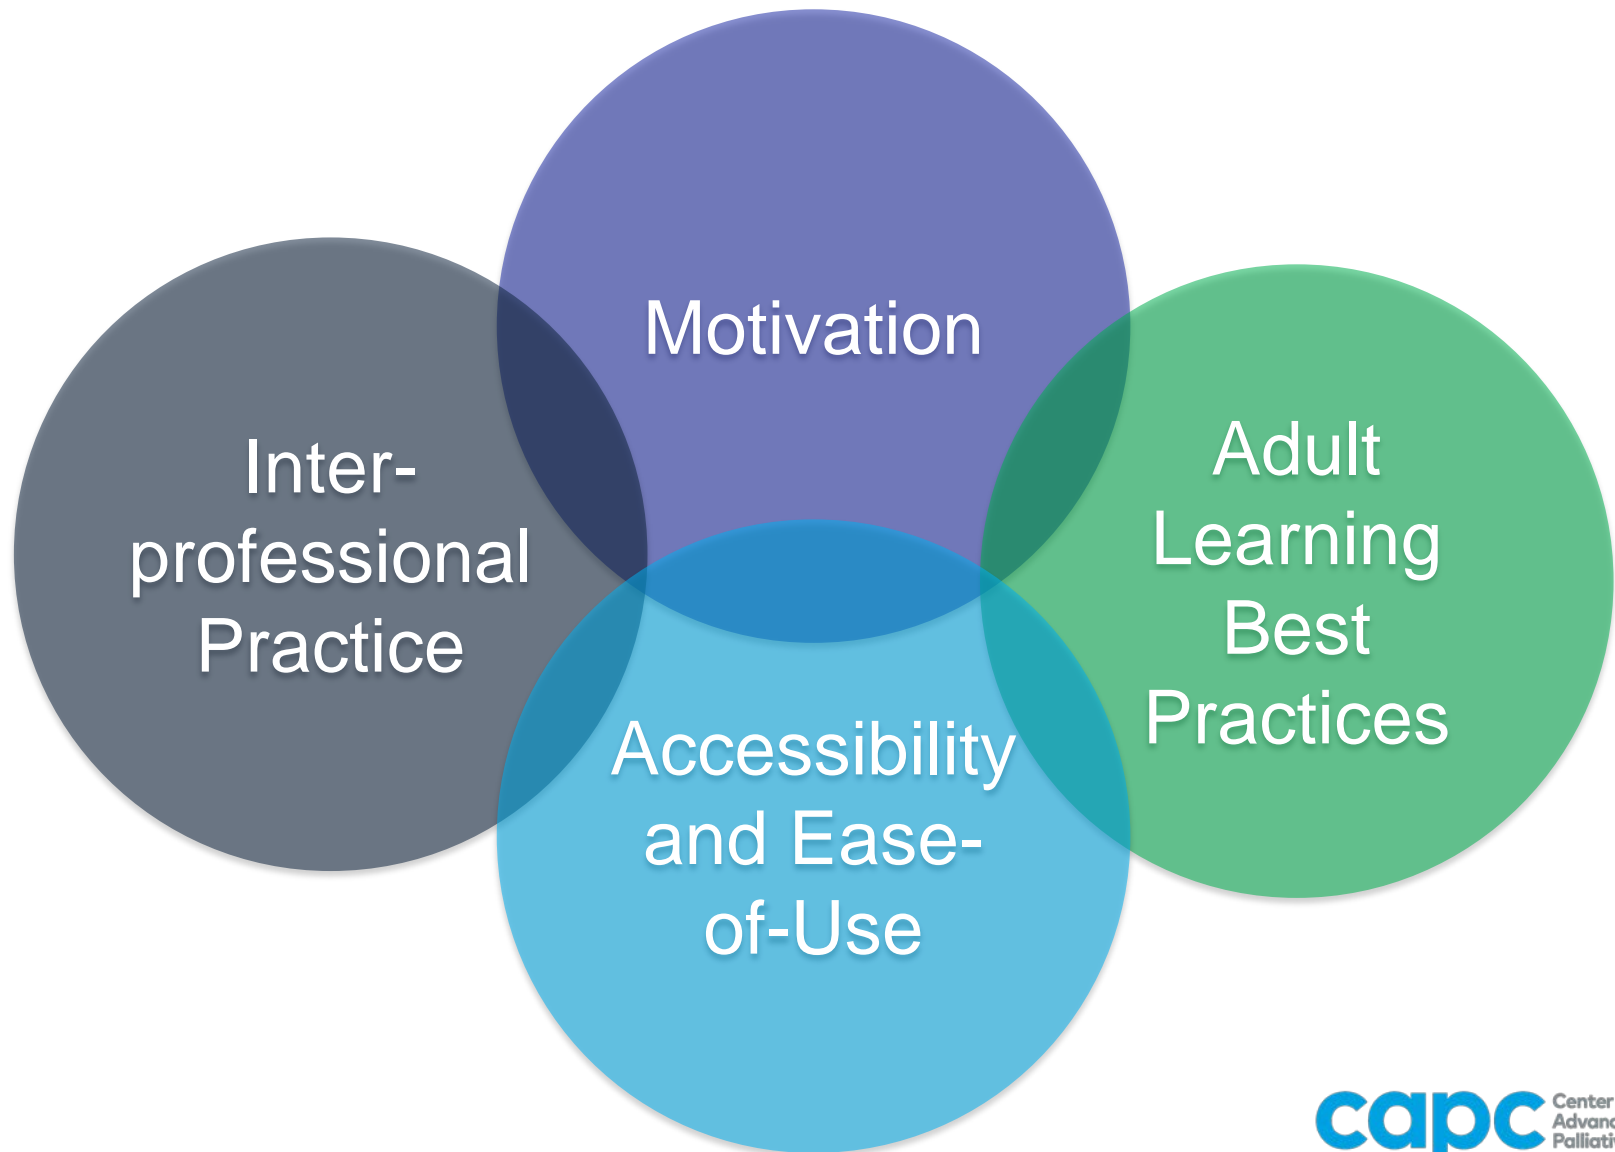 Motivation
Inter-
professional
Practice
Adult
Learning
Best
Practices
Accessibility
and Ease-
of-Use
capc
Center